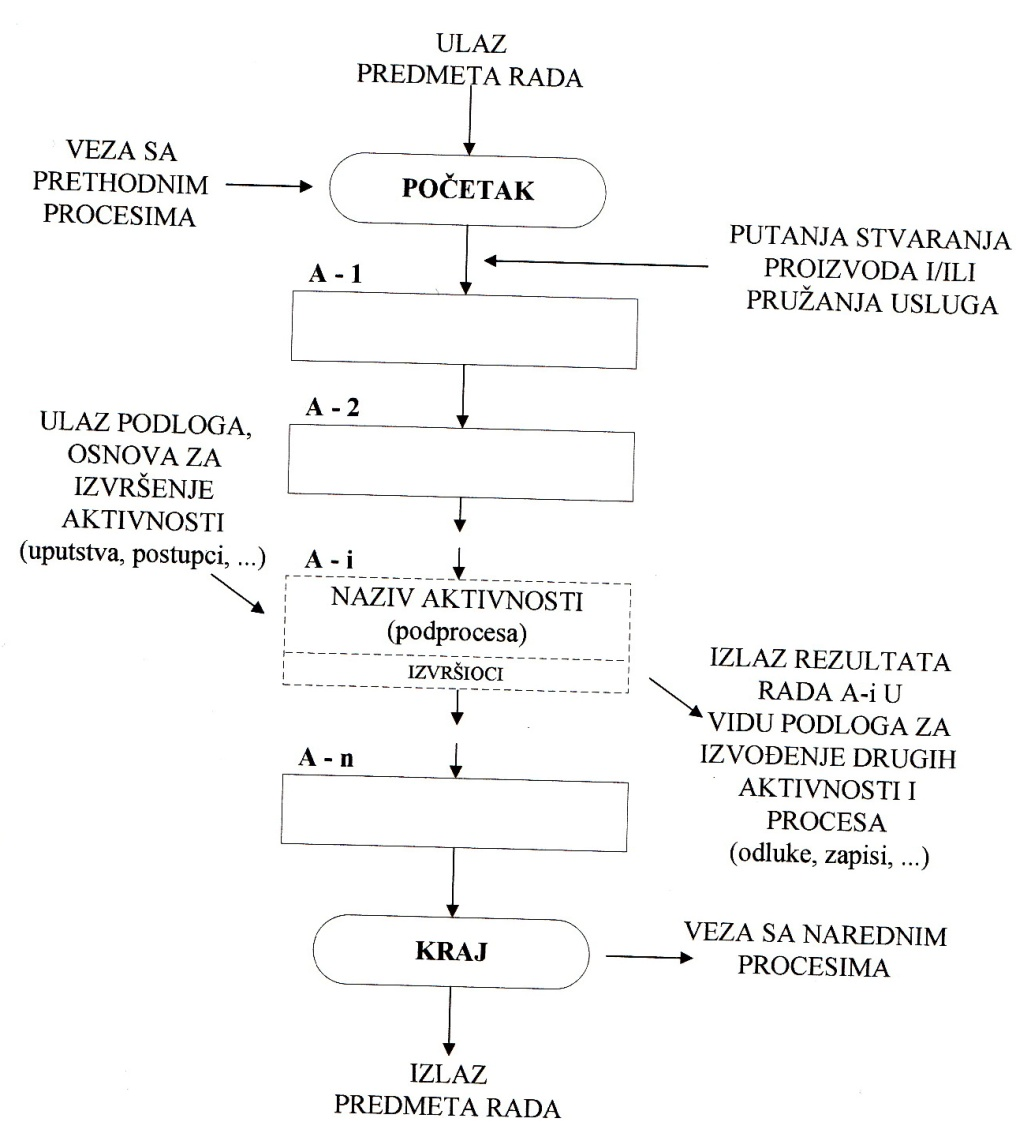 ULAZ
PREDMETA RADA
VEZA SA
PRETHODNIM
PROCESIMA
POČETAK
PUTANJA STVARANJA
PROIZVODA I/ILI
PRUŽANJA USLUGA
A - 1
A - 2
ULAZ PODLOGA,
OSNOVA ZA
IZVRŠENJE
AKTIVNOSTI
(uputstva, postupci, ...)
A - i
NAZIV AKTIVNOSTI
(podprocesa)
IZVRŠIOCI
IZLAZ REZULTATA
RADA A-i U
VIDU PODLOGA ZA
IZVOĐENJE DRUGIH
AKTIVNOSTI I
PROCESA
(odluke, zapisi, ...)
A - n
KRAJ
VEZA SA NAREDNIM
PROCESIMA
IZLAZ
PREDMETA RADA